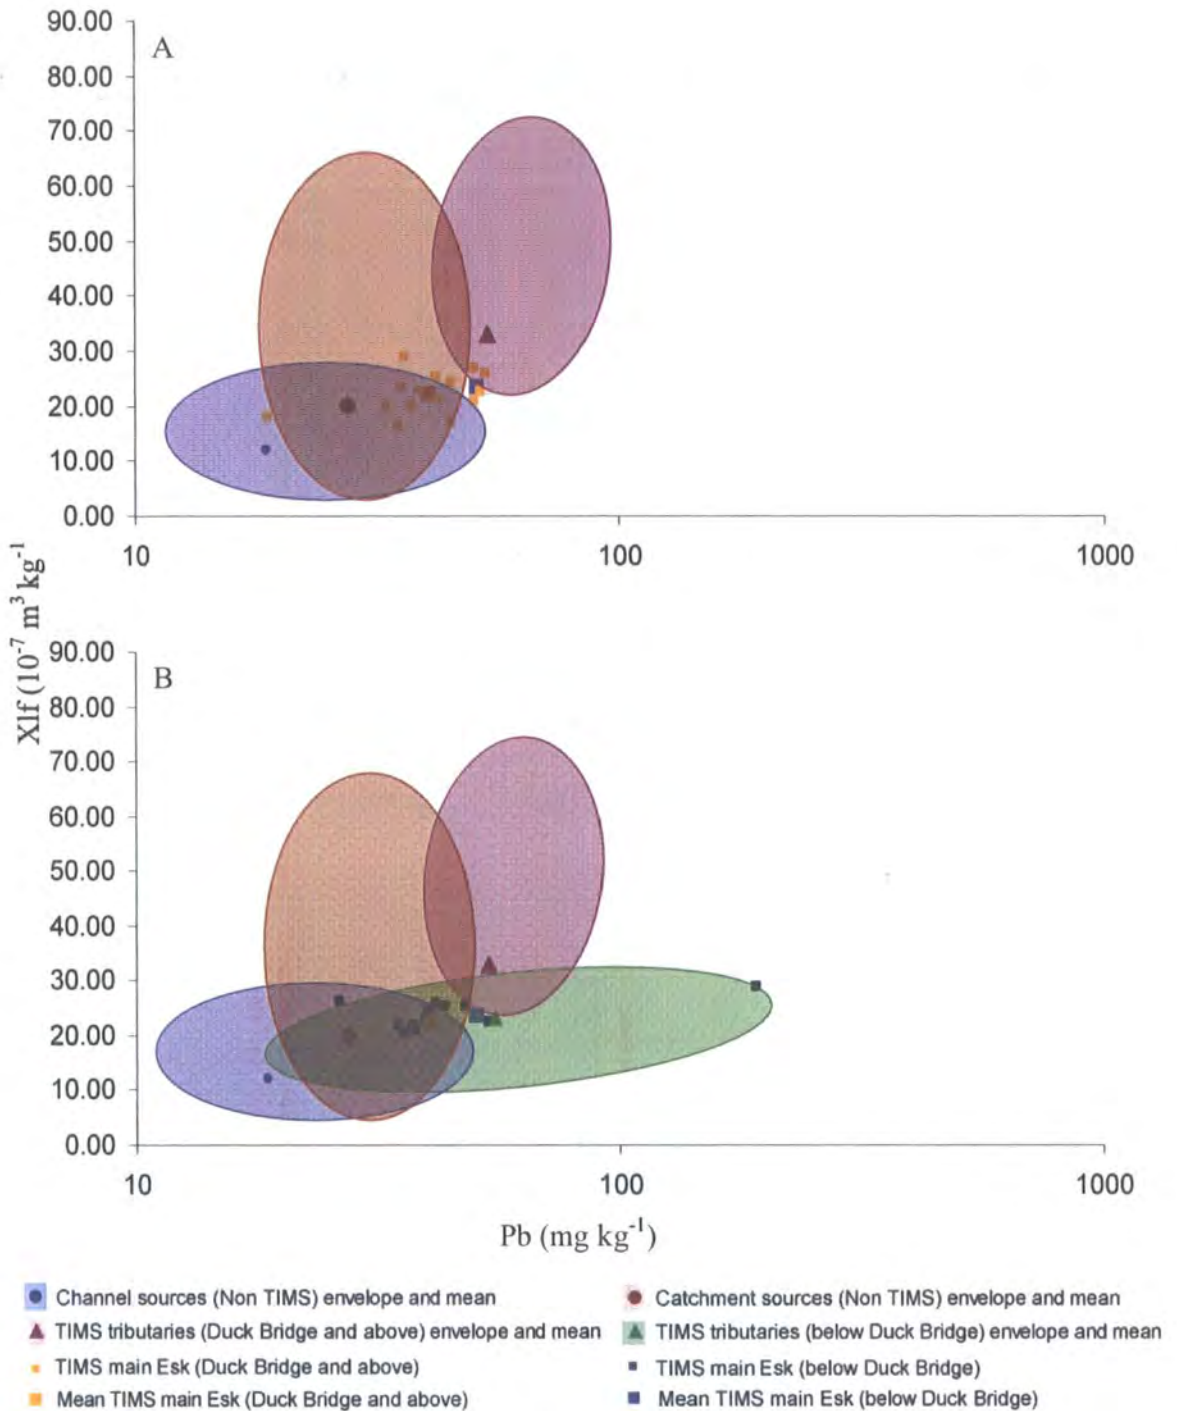 90.00
A
80.00
70.00
60.00
50.00
40.00
30.00
20.00
10.00
0.00
10 100 1000
Xlf (10⁻⁷ m³ kg⁻¹)
90.00
B
80.00
70.00
60.00
50.00
40.00
30.00
20.00
10.00
0.00
10 100 1000
Pb (mg kg⁻¹)
Channel sources (Non TIMS) envelope and mean
Catchment sources (Non TIMS) envelope and mean
TIMS tributaries (Duck Bridge and above) envelope and mean
TIMS tributaries (below Duck Bridge) envelope and mean
TIMS main Esk (Duck Bridge and above)
TIMS main Esk (below Duck Bridge)
Mean TIMS main Esk (Duck Bridge and above)
Mean TIMS main Esk (below Duck Bridge)